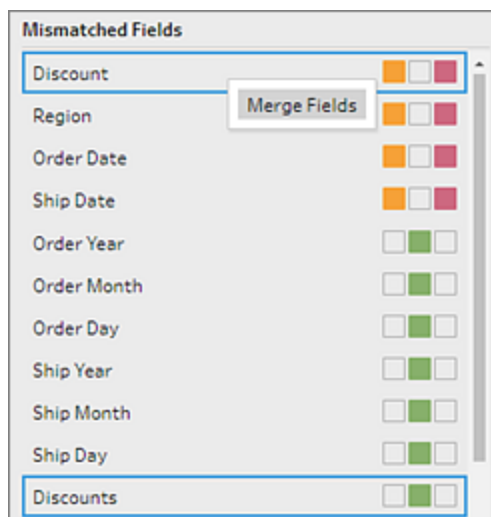 Mismatched Fields
Discount
Merge Fields
Region
Order Date
Ship Date
Order Year
Order Month
Order Day
Ship Year
Ship Month
Ship Day
Discounts